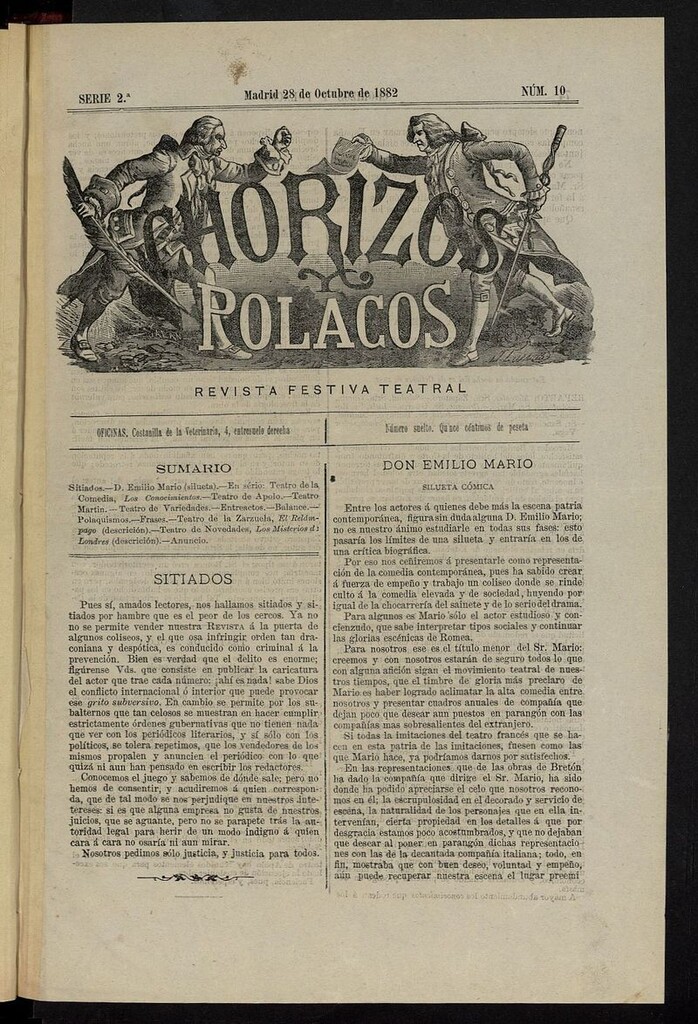 SERIE 2.ª
Madrid 28 de Octubre de 1882
NÚM. 10
CHORIZOS
Y
POLACOS
REVISTA FESTIVA TEATRAL
OFICINAS. Costanilla de la Veterinaria, 4, entresuelo derecha
Número suelto. Quince céntimos de peseta
SUMARIO
Sitiados.—D. Emilio Mario (silueta).—En sério: Teatro de la
Comedia, Los Conocimientos.—Teatro de Apolo.—Teatro
Martin.—Teatro de Variedades.—Entreactos.—Balance.—
Polaquismos.—Frases.—Teatro de la Zarzuela, El Relám-
pago (descrición).—Teatro de Novedades, Los Misterios de
Londres (descrición).—Anuncio.
SITIADOS
Pues sí, amados lectores, nos hallamos sitiados y si-
tiados por hambre que es el peor de los cercos. Ya no
no se permite vender nuestra REVISTA á la puerta de
algunos coliseos, y el que osa infringir orden tan dra-
coniana y despótica, es conducido como criminal á la
prevención. Bien es verdad que el delito es enorme;
figúrense Vds. que consiste en publicar la caricatura
del actor que trae cada número: ¡ahí es nada! sabe Dios
el conflicto internacional ó interior que puede provocar
ese grito subversivo. En cambio se permite por los su-
balternos que tan celosos se muestran en hacer cumplir
estrictamente órdenes gubernativas que no tienen nada
que ver con los periódicos literarios, y sí sólo con los
políticos, se tolera repetimos, que los vendedores de los
mismos propalen y anuncien el periódico con lo que
quizá ni aun han pensado en escribir los redactores.
Conocemos el juego y sabemos de dónde sale; pero no
hemos de consentir, y acudiremos á quien correspon-
da, que de tal modo se nos perjudique en nuestros inte-
reses: si es que alguna empresa no gusta de nuestros
juicios, que se aguante, pero no se parapete trás la au-
toridad legal para herir de un modo indigno á quien
cara á cara no osaría ni aun mirar.
Nosotros pedimos sólo justicia, y justicia para todos.
DON EMILIO MARIO
SILUETA CÓMICA
Entre los actores á quienes debe más la escena patria
contemporánea, figura sin duda alguna D. Emilio Mario;
no es nuestro ánimo estudiarle en todas sus fases: esto
pasaría los límites de una silueta y entraría en los de
una crítica biográfica.
Por eso nos ceñiremos á presentarle como representa-
ción de la comedia contemporánea, pues ha sabido crear
á fuerza de empeño y trabajo un coliseo donde se rinde
culto á la comedia elevada y de sociedad, huyendo por
igual de la chocarrería del sainete y de lo serio del drama.
Para algunos es Mario sólo el actor estudioso y con-
cienzudo, que sabe interpretar tipos sociales y continuar
las glorias escénicas de Romea.
Para nosotros ese es el título menor del Sr. Mario:
creemos y con nosotros estarán de seguro todos lo que
con alguna afición sigan el movimiento teatral de nues-
tros tiempos, que el timbre de gloria más preclaro de
Mario es haber logrado aclimatar la alta comedia entre
nosotros y presentar cuadros anuales de compañía que
dejan poco que desear aun puestos en parangón con las
compañías mas sobresalientes del extranjero.
Si todas la imitaciones del teatro francés que se ha-
cen en esta patria de las imitaciones, fuesen como las
que Mario hace, ya podríamos darnos por satisfechos.
En las representaciones que de las obras de Bretón
ha dado la compañía que dirige el Sr. Mario, ha sido
donde ha podido apreciarse el celo que nosotros recono-
nomos en él; la escrupulosidad en el decorado y servicio de
escena, la naturalidad de los personajes que en ella in-
tervenían, cierta propiedad en los detalles á que por
desgracia estamos poco acostumbrados, y que no dejaban
que desear al poner en parangón dichas representacio-
nes con las de la decantada compañía italiana; todo, en
fin, mostraba que con buen deseo, voluntad y empeño,
aún puede recuperar nuestra escena el lugar preemi